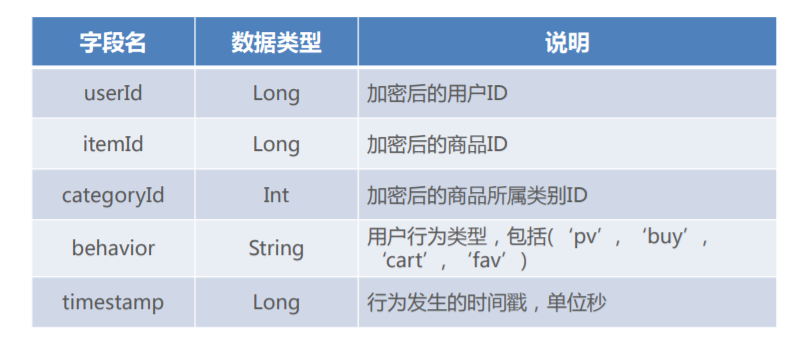 字段名 数据类型 说明
userId Long 加密后的用户ID
itemId Long 加密后的商品ID
categoryId Int 加密后的商品所属类别ID
behavior String 用户行为类型，包括(‘pv’，‘buy’，
‘cart’，‘fav’)
timestamp Long 行为发生的时间戳，单位秒